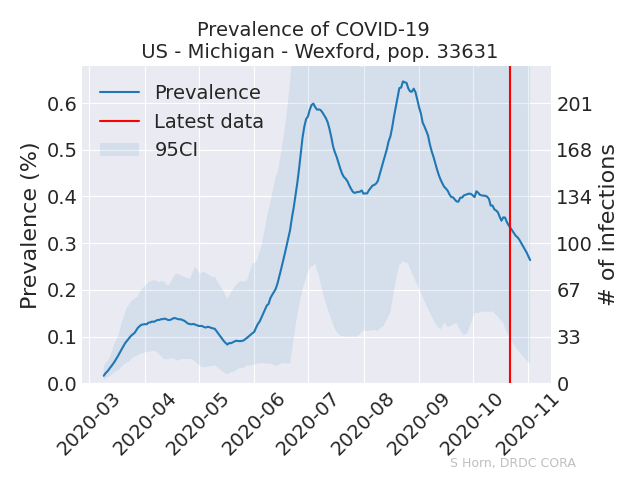 Prevalence of COVID-19
US - Michigan - Wexford, pop. 33631
Prevalence
Latest data
95CI
Prevalence (%)
0.6
0.5
0.4
0.3
0.2
0.1
0.0
201
168
134
100
67
33
0
# of infections
2020-03
2020-04
2020-05
2020-06
2020-07
2020-08
2020-09
2020-10
2020-11
S Horn, DRDC CORA